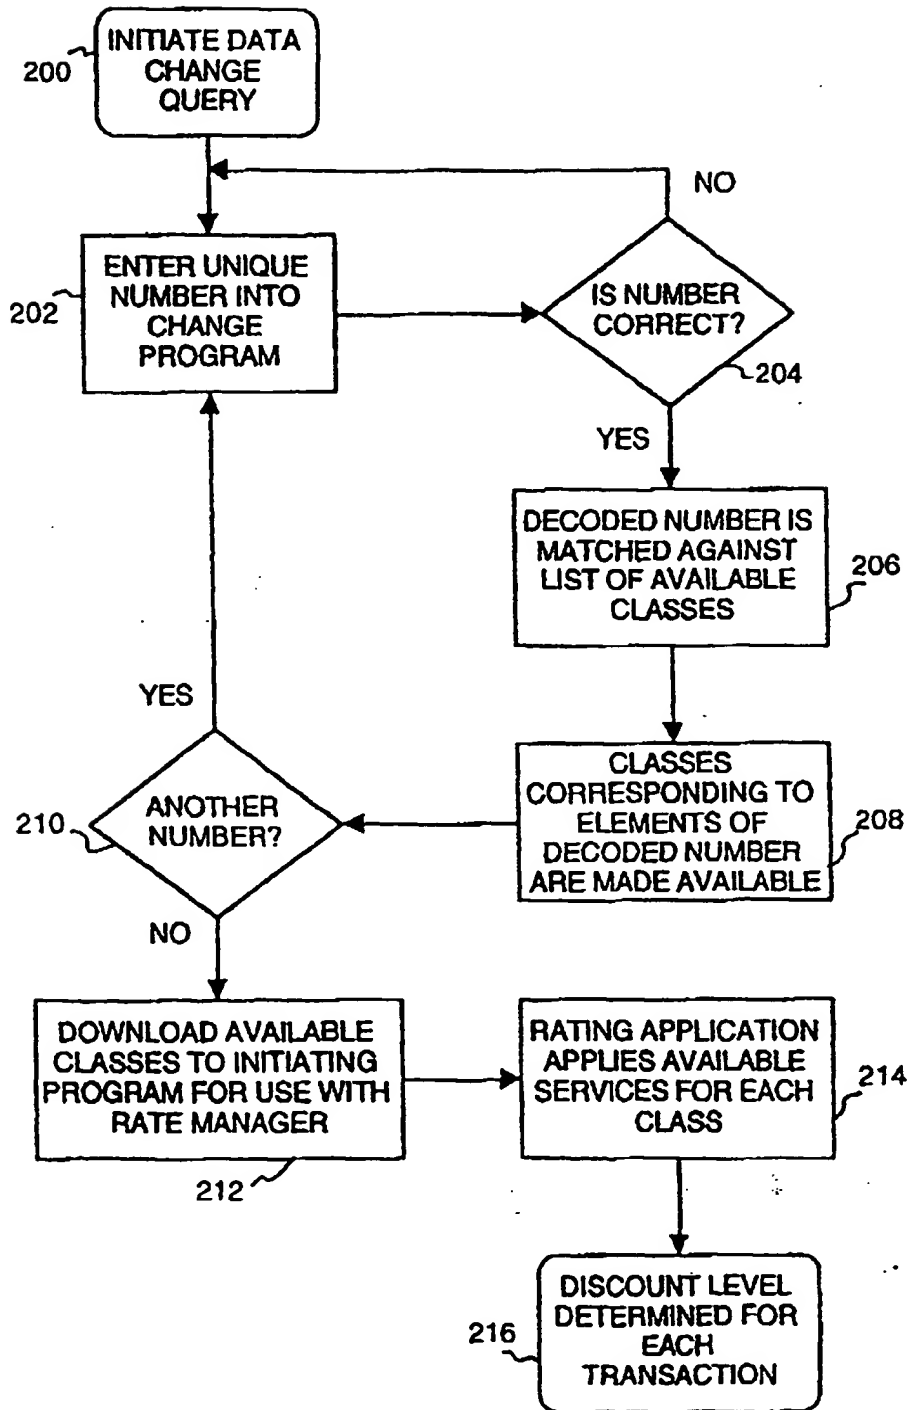 INITIATE DATA
CHANGE
QUERY
200
NO
ENTER UNIQUE
NUMBER INTO
CHANGE
PROGRAM
202
IS NUMBER
CORRECT?
204
YES
DECODED NUMBER IS
MATCHED AGAINST
LIST OF AVAILABLE
CLASSES
206
YES
CLASSES
CORRESPONDING TO
ELEMENTS OF
DECODED NUMBER
ARE MADE AVAILABLE
208
ANOTHER
NUMBER?
210
NO
DOWNLOAD AVAILABLE
CLASSES TO INITIATING
PROGRAM FOR USE WITH
RATE MANAGER
212
RATING APPLICATION
APPLIES AVAILABLE
SERVICES FOR EACH
CLASS
214
DISCOUNT LEVEL
DETERMINED FOR
EACH
TRANSACTION
216